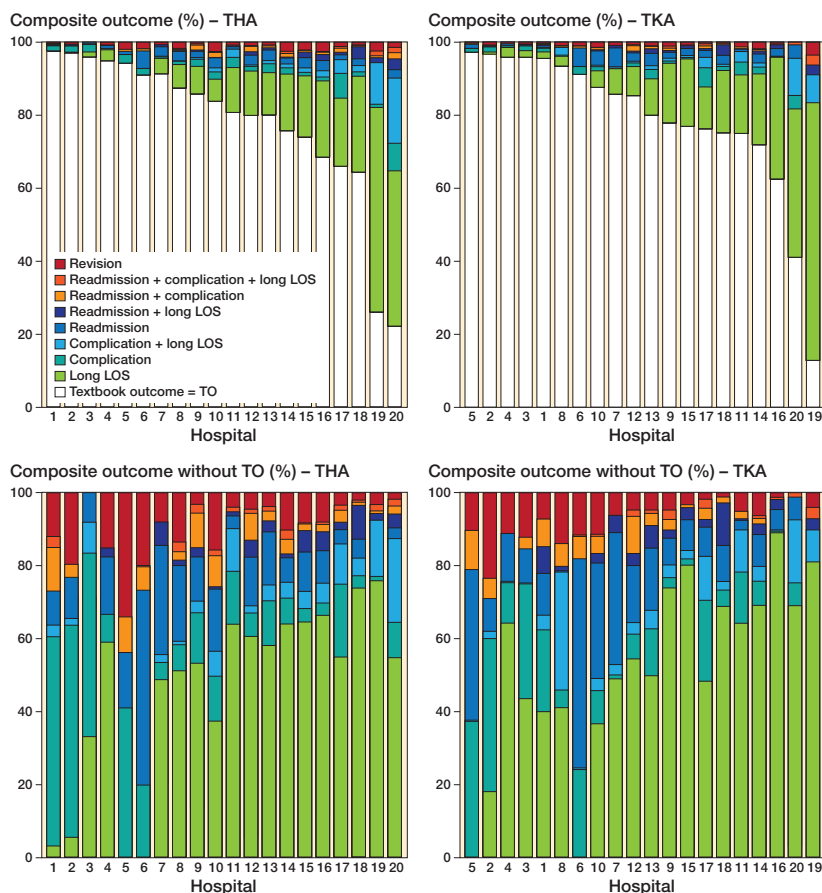 Composite outcome (%) – THA
100
80
60
40
20
0
Revision
Readmission + complication + long LOS
Readmission + complication
Readmission + long LOS
Readmission
Complication + long LOS
Complication
Long LOS
Textbook outcome = TO
1 2 3 4 5 6 7 8 9 10 11 12 13 14 15 16 17 18 19 20
Hospital
Composite outcome (%) – TKA
100
80
60
40
20
0
5 2 4 3 1 8 6 10 7 12 13 9 15 17 18 11 14 16 20 19
Hospital
Composite outcome without TO (%) – THA
100
80
60
40
20
0
1 2 3 4 5 6 7 8 9 10 11 12 13 14 15 16 17 18 19 20
Hospital
Composite outcome without TO (%) – TKA
100
80
60
40
20
0
5 2 4 3 1 8 6 10 7 12 13 9 15 17 18 11 14 16 20 19
Hospital